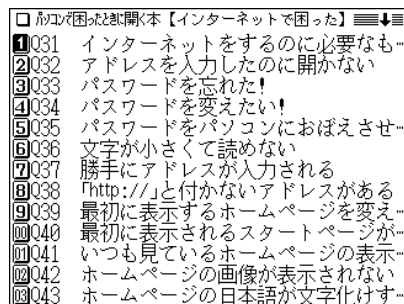 パソコンで困ったときに開く本【インターネットで困った】
1 Q31 インターネットをするのに必要なも…
2 Q32 アドレスを入力したのに開かない
3 Q33 パスワードを忘れた!
4 Q34 パスワードを変えたい!
5 Q35 パスワードをパソコンにおぼえさせ…
6 Q36 文字が小さくて読めない
7 Q37 勝手にアドレスが入力される
8 Q38 「http://」と付かないアドレスがある
9 Q39 最初に表示するホームページを変え…
00 Q40 最初に表示されるスタートページが…
01 Q41 いつも見ているホームページの表示…
02 Q42 ホームページの画像が表示されない
03 Q43 ホームページの日本語が文字化けす…